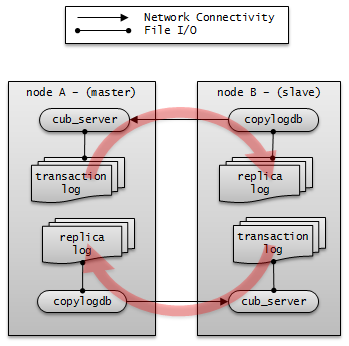 Network Connectivity
File I/O
node A - (master)
cub_server
transaction
log
replica
log
copylogdb
node B - (slave)
copylogdb
replica
log
transaction
log
cub_server